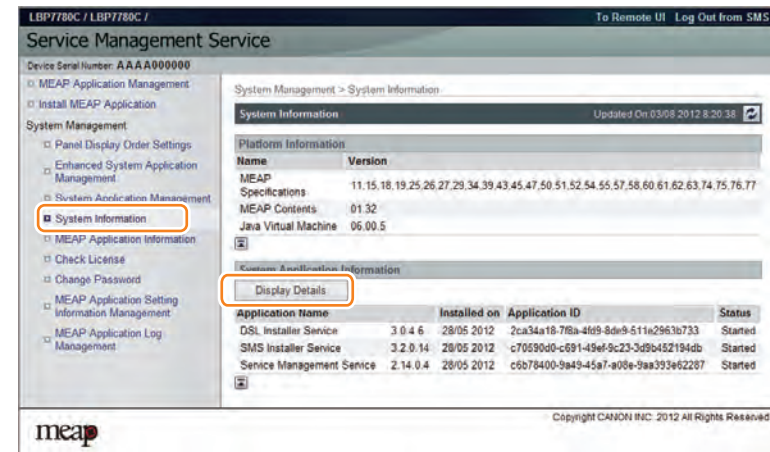 LBP7780C / LBP7780C /
To Remote UI Log Out from SMS
Service Management Service
Device Serial Number: AAAA000000
MEAP Application Management
Install MEAP Application
System Management
Panel Display Order Settings
Enhanced System Application
Management
System Application Management
System Information
MEAP Application Information
Check License
Change Password
MEAP Application Setting
Information Management
MEAP Application Log
Management
System Management > System Information
System Information
Updated On:03/08 2012 8:20:38
Platform Information
Name Version
MEAP
Specifications 11,15,18,19,25,26,27,29,34,39,43,45,47,50,51,52,54,55,57,58,60,61,62,63,74,75,76,77
MEAP Contents 01.32
Java Virtual Machine 06.00.5
System Application Information
Display Details
Application Name Installed on Application ID Status
DSL Installer Service 3.0.4.6 28/05 2012 2ca34a18-7f8a-4fd9-8de9-511e2963b733 Started
SMS Installer Service 3.2.0.14 28/05 2012 c70590d0-c691-49ef-9c23-3d9b452194db Started
Service Management Service 2.14.0.4 28/05 2012 c6b78400-9a49-45a7-a08e-9aa393e62287 Started
meap
Copyright CANON INC. 2012 All Rights Reserved